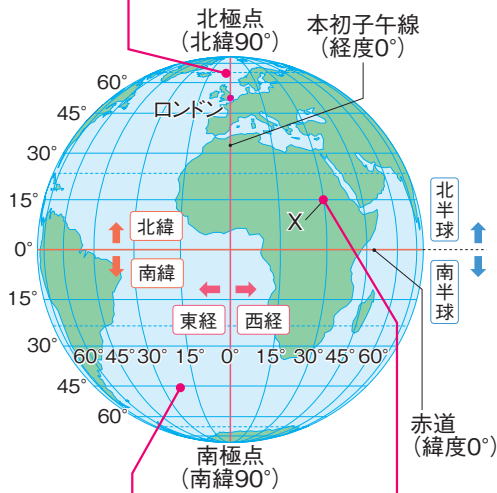 北極点
(北緯90°)
本初子午線
(経度0°)
60°
ロンドン
45°
30°
15°
X
北半球
北緯
0°
南緯
南半球
15°
東経
西経
30°
60° 45° 30° 0° 15° 30° 45° 60°
45°
60°
赤道
(緯度0°)
南極点
(南緯90°)